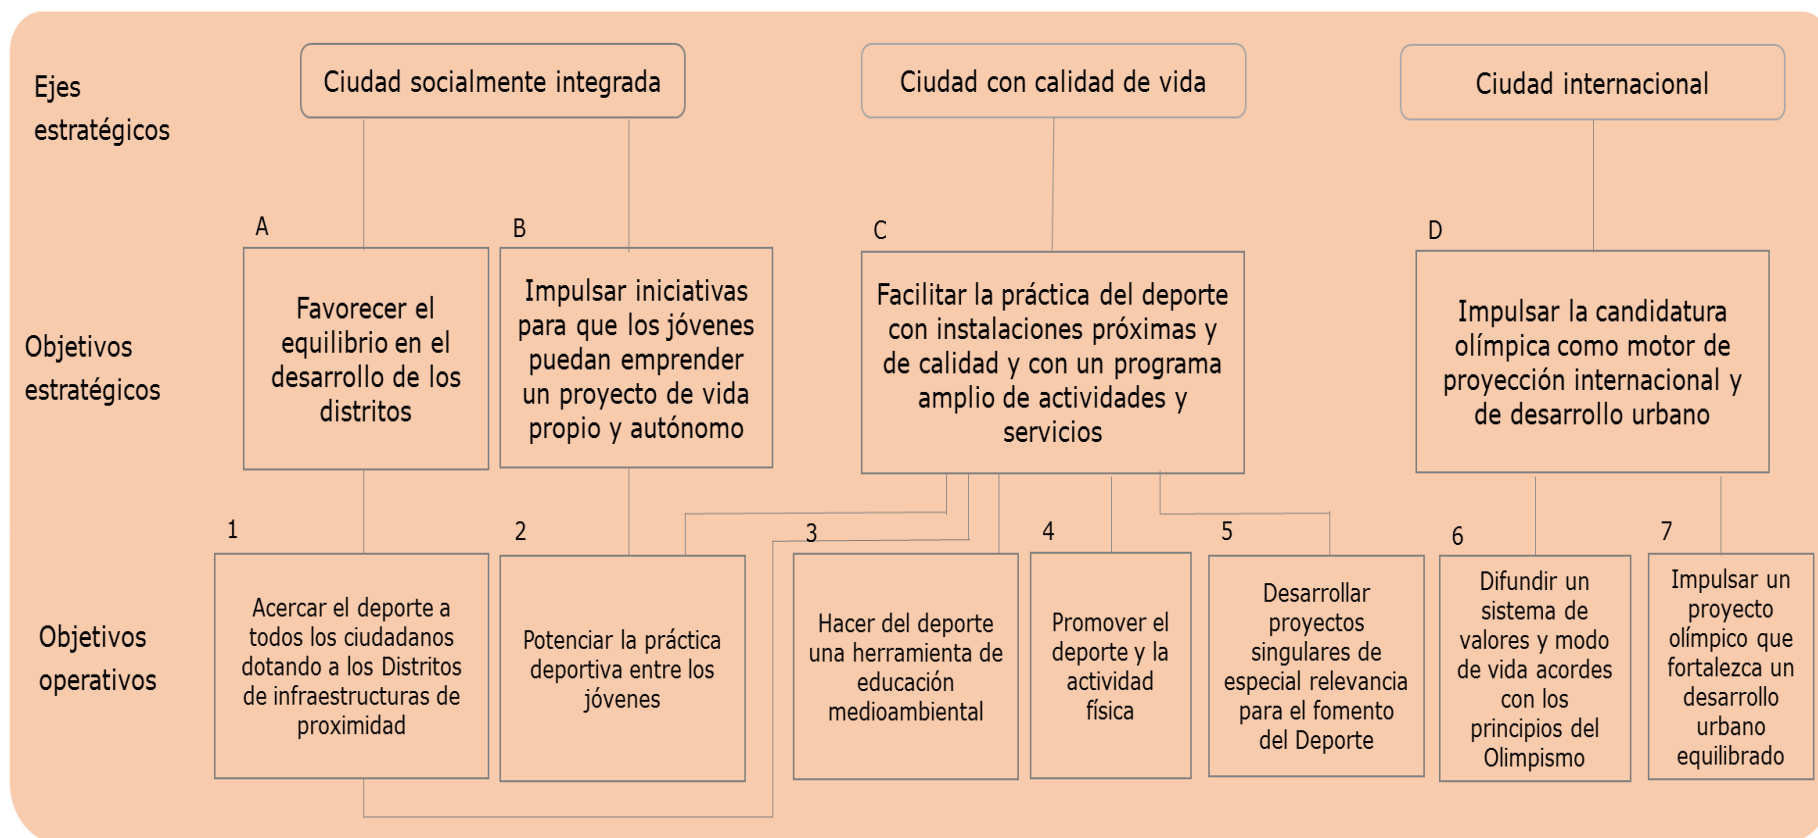 Ejes
estratégicos
Ciudad socialmente integrada
Ciudad con calidad de vida
Ciudad internacional
Objetivos
estratégicos
A
Favorecer el
equilibrio en el
desarrollo de los
distritos
B
Impulsar iniciativas
para que los jóvenes
puedan emprender
un proyecto de vida
propio y autónomo
C
Facilitar la práctica del deporte
con instalaciones próximas y
de calidad y con un programa
amplio de actividades y
servicios
D
Impulsar la candidatura
olímpica como motor de
proyección internacional y
de desarrollo urbano
Objetivos
operativos
1
Acercar el deporte a
todos los ciudadanos
dotando a los Distritos
de infraestructuras de
proximidad
2
Potenciar la práctica
deportiva entre los
jóvenes
3
Hacer del deporte
una herramienta de
educación
medioambiental
4
Promover el
deporte y la
actividad
física
5
Desarrollar
proyectos
singulares de
especial relevancia
para el fomento
del Deporte
6
Difundir un
sistema de
valores y modo
de vida acordes
con los
principios del
Olimpismo
7
Impulsar un
proyecto
olímpico que
fortalezca un
desarrollo
urbano
equilibrado